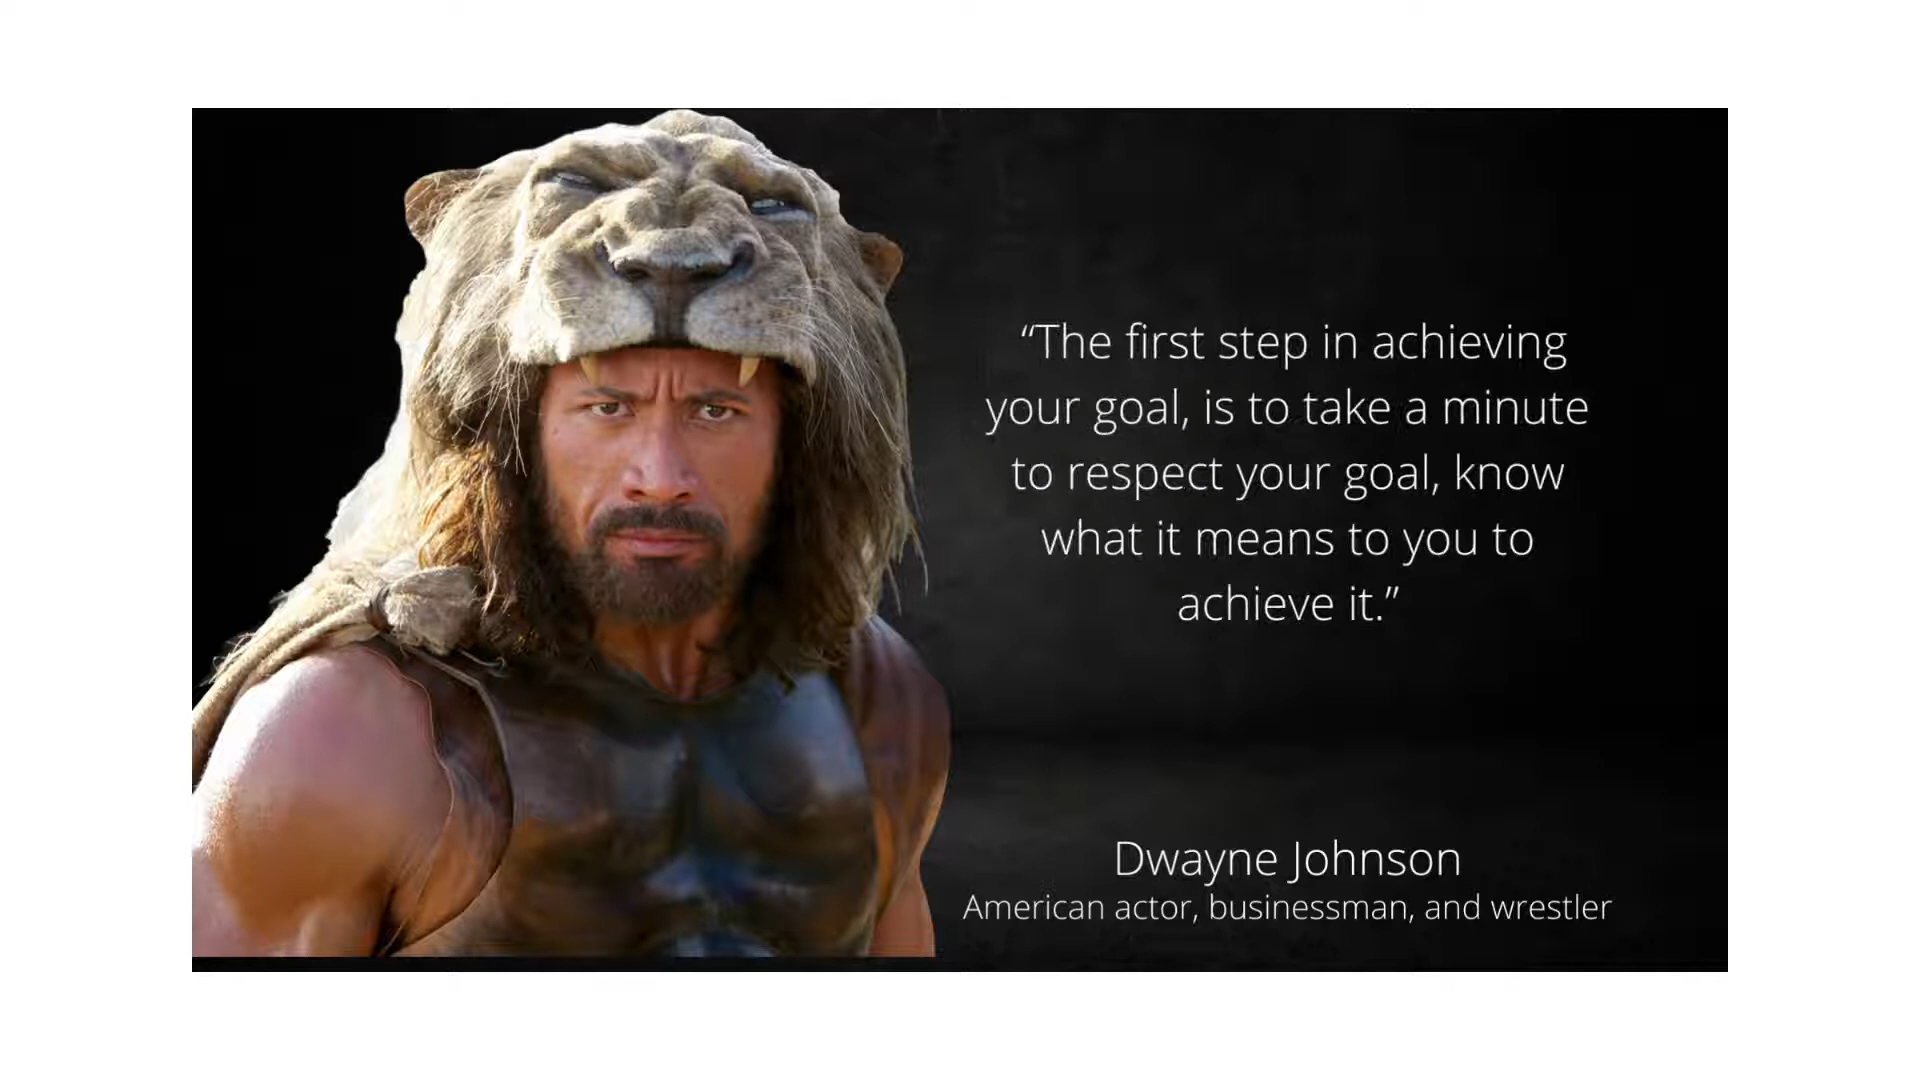 “The first step in achieving
your goal, is to take a minute
to respect your goal, know
what it means to you to
achieve it.”
Dwayne Johnson
American actor, businessman, and wrestler